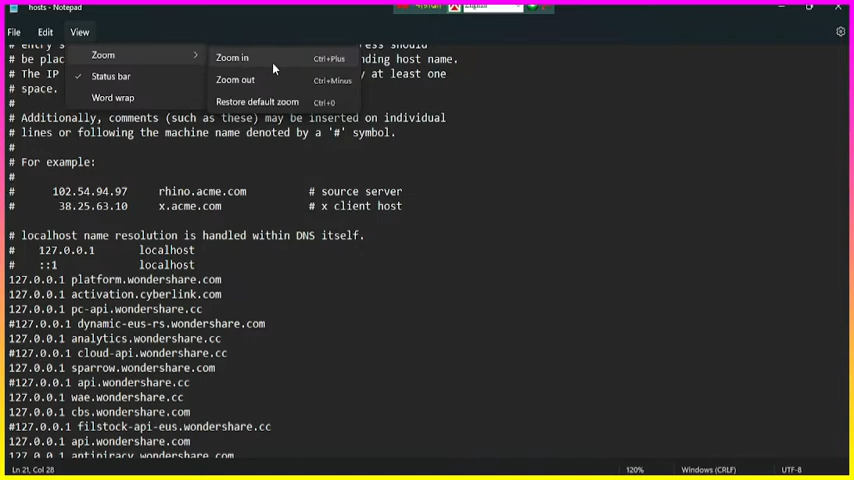 hosts - Notepad
English
File Edit View
be plac
nding host name.
# The IP
y at least one
# space.
Zoom
Status bar
Word wrap
Zoom in Ctrl+Plus
Zoom out Ctrl+Minus
Restore default zoom Ctrl+0
#
# Additionally, comments (such as these) may be inserted on individual
# lines or following the machine name denoted by a '#' symbol.
#
# For example:
#
# 102.54.94.97 rhino.acme.com # source server
# 38.25.63.10 x.acme.com # x client host
# localhost name resolution is handled within DNS itself.
# 127.0.0.1 localhost
# ::1 localhost
127.0.0.1 platform.wondershare.com
127.0.0.1 activation.cyberlink.com
127.0.0.1 pc-api.wondershare.cc
#127.0.0.1 dynamic-eus-rs.wondershare.com
127.0.0.1 analytics.wondershare.cc
#127.0.0.1 cloud-api.wondershare.cc
127.0.0.1 sparrow.wondershare.com
#127.0.0.1 api.wondershare.cc
127.0.0.1 wae.wondershare.cc
127.0.0.1 cbs.wondershare.com
#127.0.0.1 filstock-api-eus.wondershare.cc
127.0.0.1 api.wondershare.com
127.0.0.1 antipiracy.wondershare.com
Ln 21, Col 28 120% Windows (CRLF) UTF-8